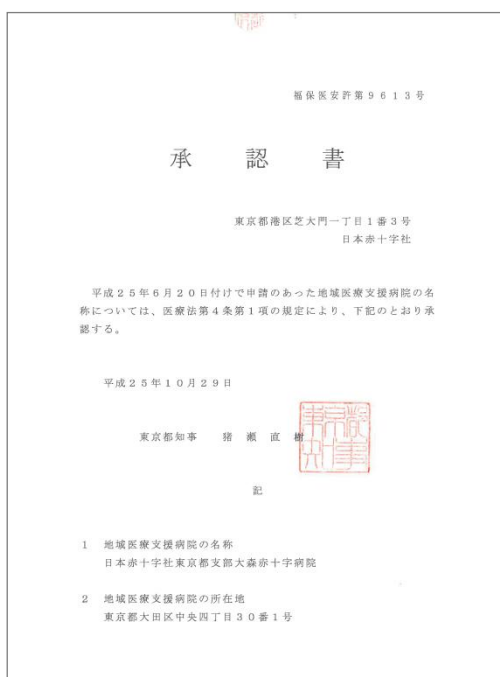 福保医安許第9613号
承認書
東京都港区芝大門一丁目1番3号
日本赤十字社
平成25年6月20日付けで申請のあった地域医療支援病院の名
称については、医療法第4条第1項の規定により、下記のとおり承
認する。
平成25年10月29日
東京都知事 猪瀬直樹
記
1 地域医療支援病院の名称
日本赤十字社東京都支部大森赤十字病院
2 地域医療支援病院の所在地
東京都大田区中央四丁目30番1号